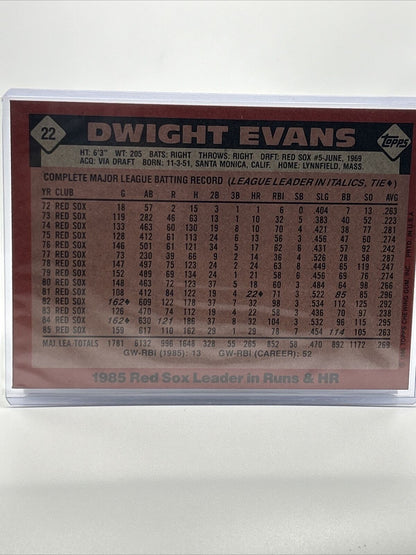 22
DWIGHT EVANS
topps
HT: 6'3" WT: 205 BATS: RIGHT THROWS: RIGHT DRFT: RED SOX #5-JUNE, 1969
ACQ: VIA DRAFT BORN: 11-3-51, SANTA MONICA, CALIF. HOME: LYNNFIELD, MASS.
COMPLETE MAJOR LEAGUE BATTING RECORD (LEAGUE LEADER IN ITALICS, TIE♦)
YR CLUB G AB R H 2B 3B HR RBI SB SLG BB SO AVG
72 RED SOX 18 57 2 15 3 1 1 6 0 .404 7 13 .263
73 RED SOX 119 282 46 63 13 1 10 32 5 .383 40 52 .223
74 RED SOX 133 463 60 130 19 8 10 70 4 .421 38 77 .281
75 RED SOX 128 412 61 113 24 6 13 56 3 .456 47 60 .274
76 RED SOX 146 501 61 121 34 5 17 62 6 .431 57 92 .242
77 RED SOX 73 230 39 66 9 2 14 36 4 .526 28 58 .287
78 RED SOX 147 497 75 123 24 2 24 63 8 .449 65 119 .247
79 RED SOX 152 489 69 134 24 1 21 58 6 .456 69 76 .274
80 RED SOX 148 463 72 123 37 5 18 60 3 .484 64 98 .266
81 RED SOX 108 412 84 122 19 4 22♦ 71 3 .522 85 85 .296
82 RED SOX 162♦ 609 122 178 37 7 32 98 3 .534 112 125 .292
83 RED SOX 126 470 74 112 19 4 22 58 3 .436 70 97 .238
84 RED SOX 162♦ 630 121 186 37 8 32 104 3 .532 96 115 .295
85 RED SOX 159 617 110 162 29 1 29 78 7 .454 114 105 .263
MAJ. LEA. TOTALS 1781 6132 996 1648 328 55 265 852 58 .470 892 1172 .269
GW-RBI (1985): 13 GW-RBI (CAREER): 52
1985 Red Sox Leader in Runs & HR